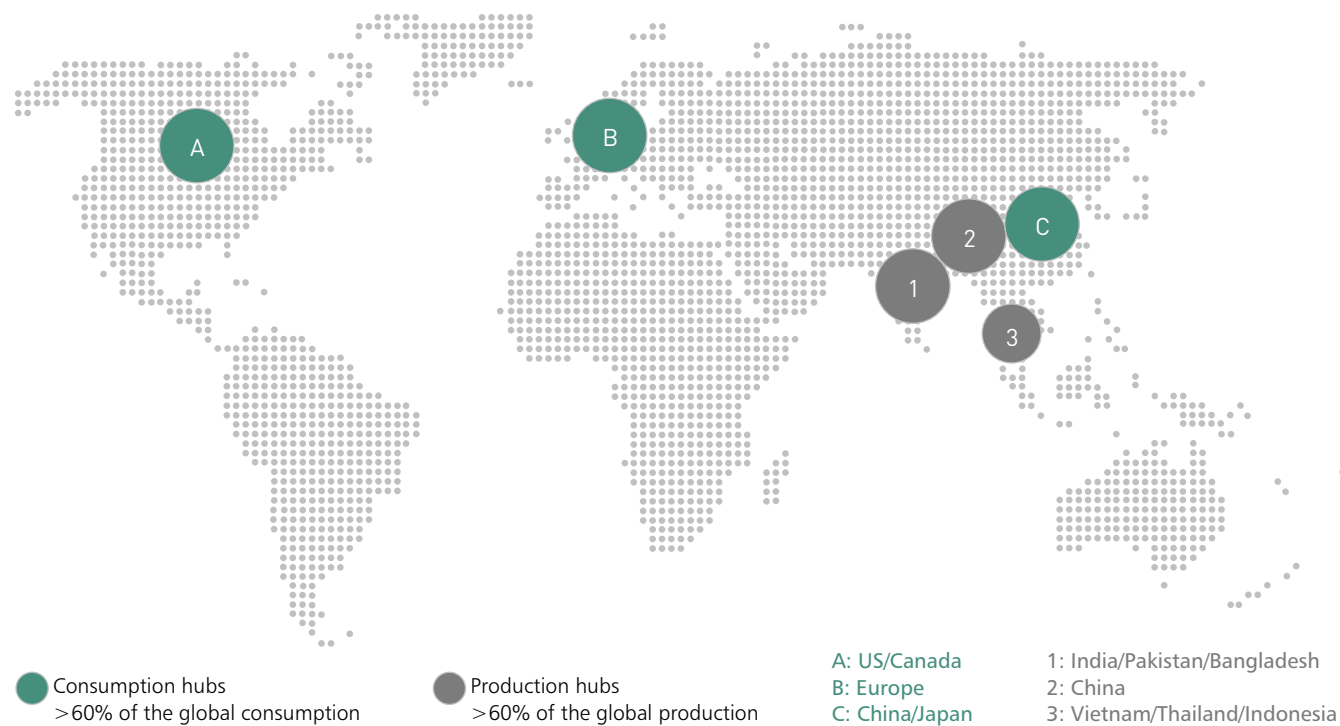 A
B
C
2
1
3
Consumption hubs
>60% of the global consumption
Production hubs
>60% of the global production
A: US/Canada
B: Europe
C: China/Japan
1: India/Pakistan/Bangladesh
2: China
3: Vietnam/Thailand/Indonesia